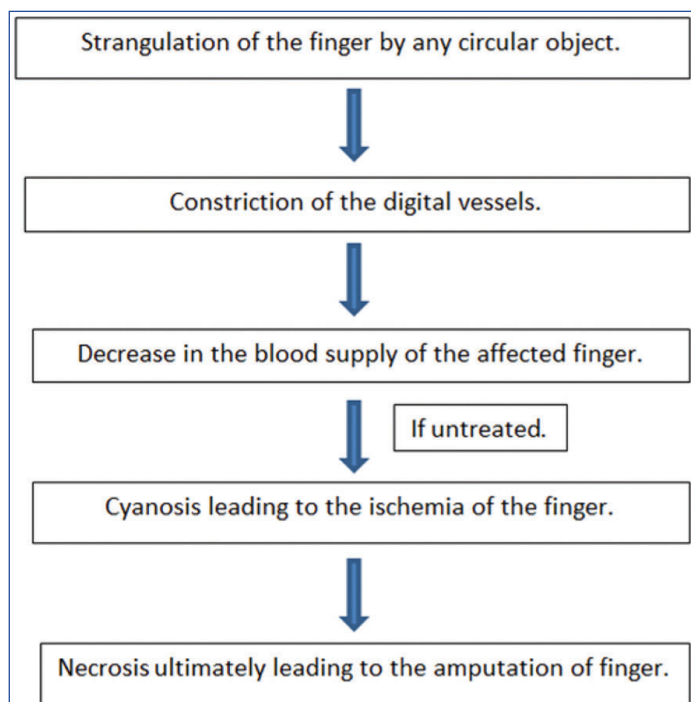 Strangulation of the finger by any circular object.
Constriction of the digital vessels.
Decrease in the blood supply of the affected finger.
If untreated.
Cyanosis leading to the ischemia of the finger.
Necrosis ultimately leading to the amputation of finger.